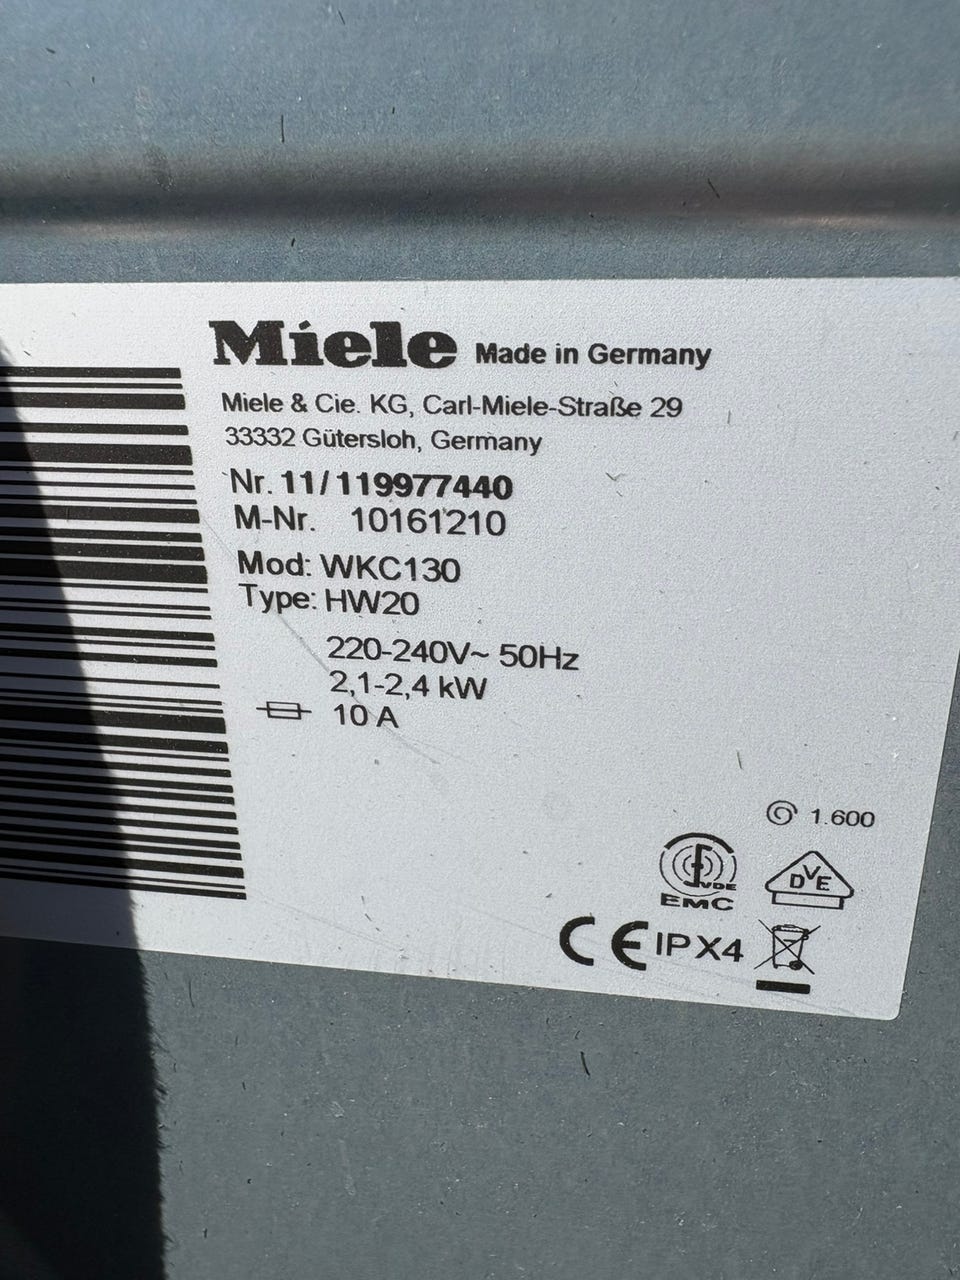 Miele Made in Germany
Miele & Cie. KG, Carl-Miele-Straße 29
33332 Gütersloh, Germany
Nr. 11/119977440
M-Nr. 10161210
Mod: WKC130
Type: HW20
220-240V~ 50Hz
2,1-2,4 kW
10 A
1.600
VDE
EMC
DVE
CE IPX4